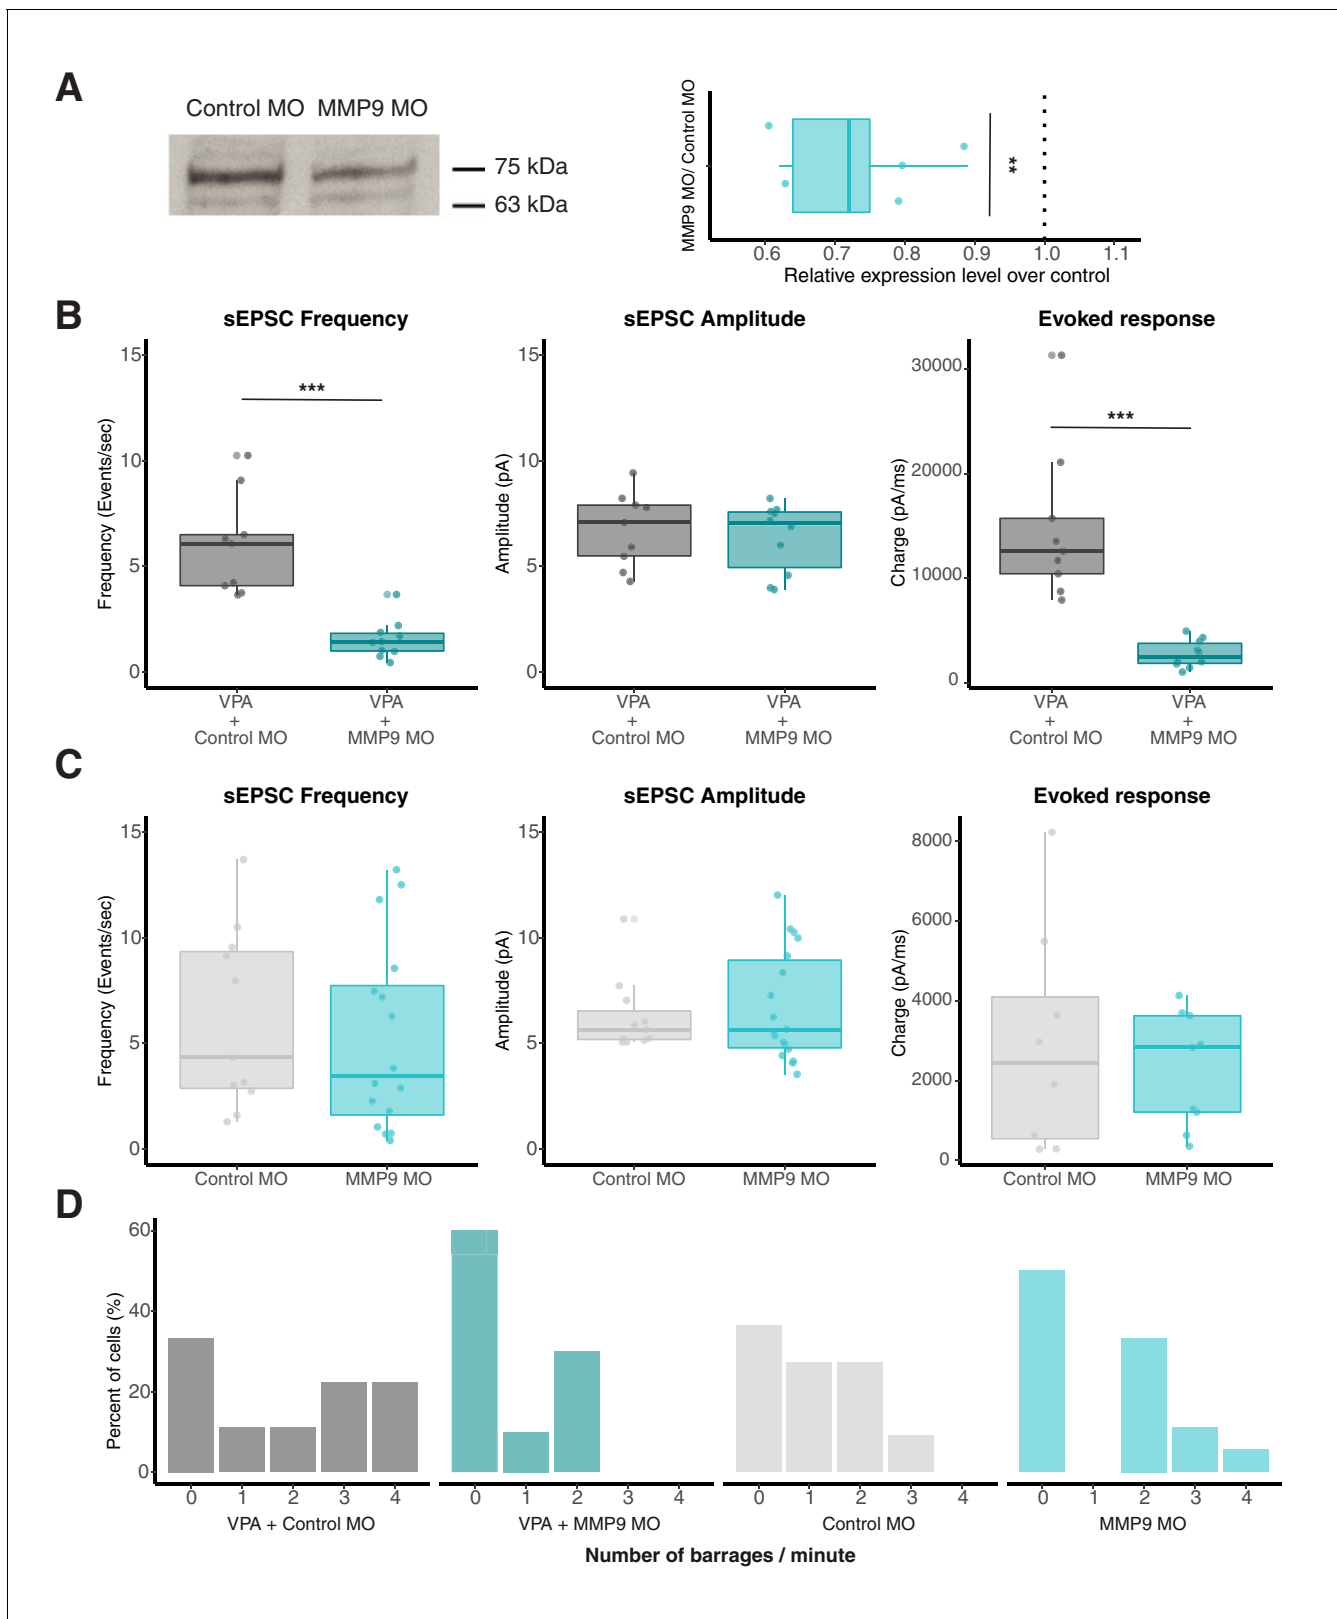 A
Control MO MMP9 MO
75 kDa
63 kDa
MMP9 MO/ Control MO
**
0.6 0.7 0.8 0.9 1.0 1.1
Relative expression level over control
B
sEPSC Frequency
Frequency (Events/sec)
15
10
5
0
***
VPA
+
Control MO
VPA
+
MMP9 MO
sEPSC Amplitude
Amplitude (pA)
15
10
5
0
VPA
+
Control MO
VPA
+
MMP9 MO
Evoked response
Charge (pA/ms)
30000
20000
10000
0
***
VPA
+
Control MO
VPA
+
MMP9 MO
C
sEPSC Frequency
Frequency (Events/sec)
15
10
5
0
Control MO MMP9 MO
sEPSC Amplitude
Amplitude (pA)
15
10
5
0
Control MO MMP9 MO
Evoked response
Charge (pA/ms)
8000
6000
4000
2000
0
Control MO MMP9 MO
D
Percent of cells (%)
60
40
20
0
0 1 2 3 4
VPA + Control MO
0 1 2 3 4
VPA + MMP9 MO
0 1 2 3 4
Control MO
0 1 2 3 4
MMP9 MO
Number of barrages / minute